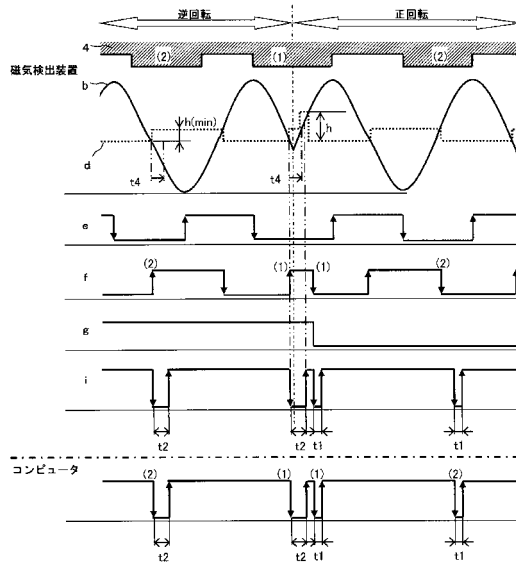 逆回転 正回転
4 (2) (1) (2)
磁気検出装置
b h(min) h
d
t4 t4
e
f (2) (1) (1) (2)
g
i
t2 t2 t1 t1
コンピュータ
(2) (1) (1) (2)
t2 t2 t1 t1